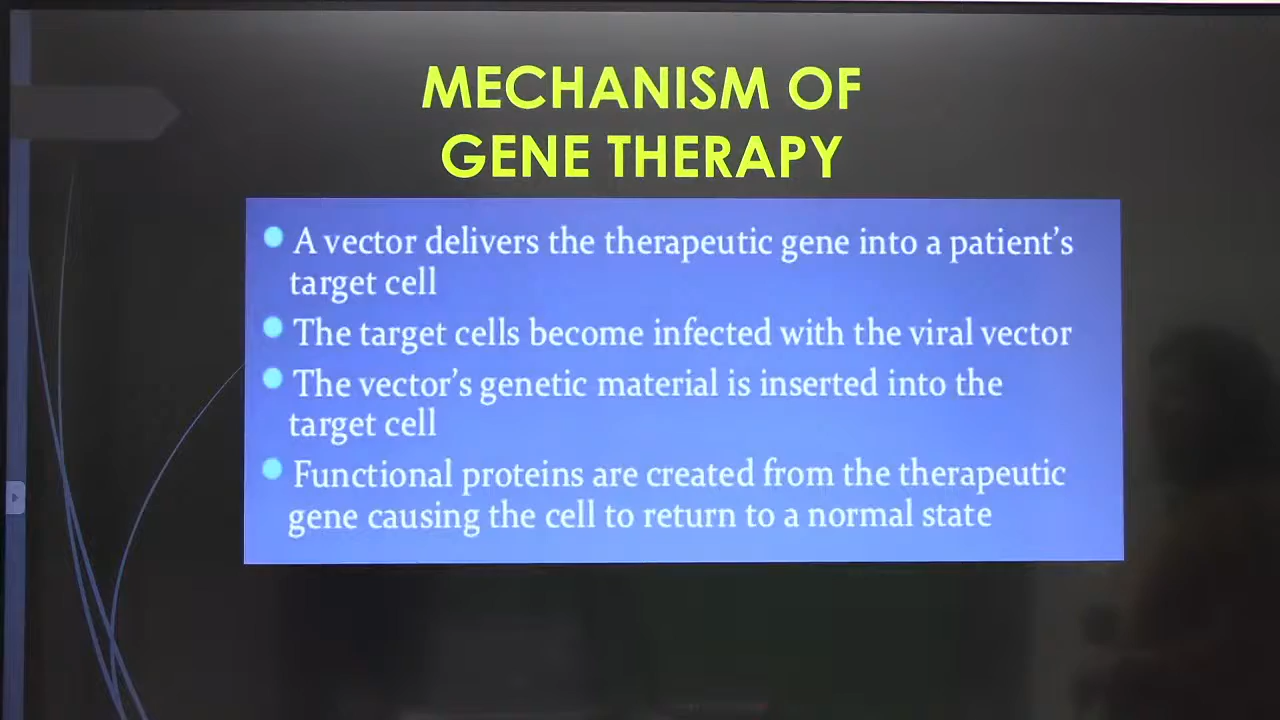 MECHANISM OF
GENE THERAPY
• A vector delivers the therapeutic gene into a patient's
target cell
• The target cells become infected with the viral vector
• The vector's genetic material is inserted into the
target cell
• Functional proteins are created from the therapeutic
gene causing the cell to return to a normal state